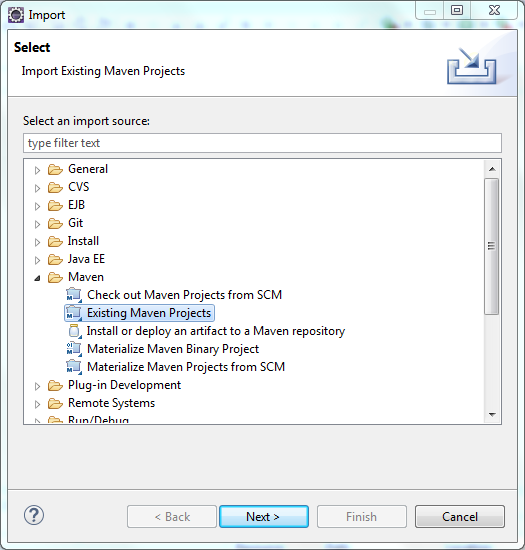 Import
Select
Import Existing Maven Projects
Select an import source:
type filter text
General
CVS
EJB
Git
Install
Java EE
Maven
Check out Maven Projects from SCM
Existing Maven Projects
Install or deploy an artifact to a Maven repository
Materialize Maven Binary Project
Materialize Maven Projects from SCM
Plug-in Development
Remote Systems
Run/Debug
< Back Next > Finish Cancel